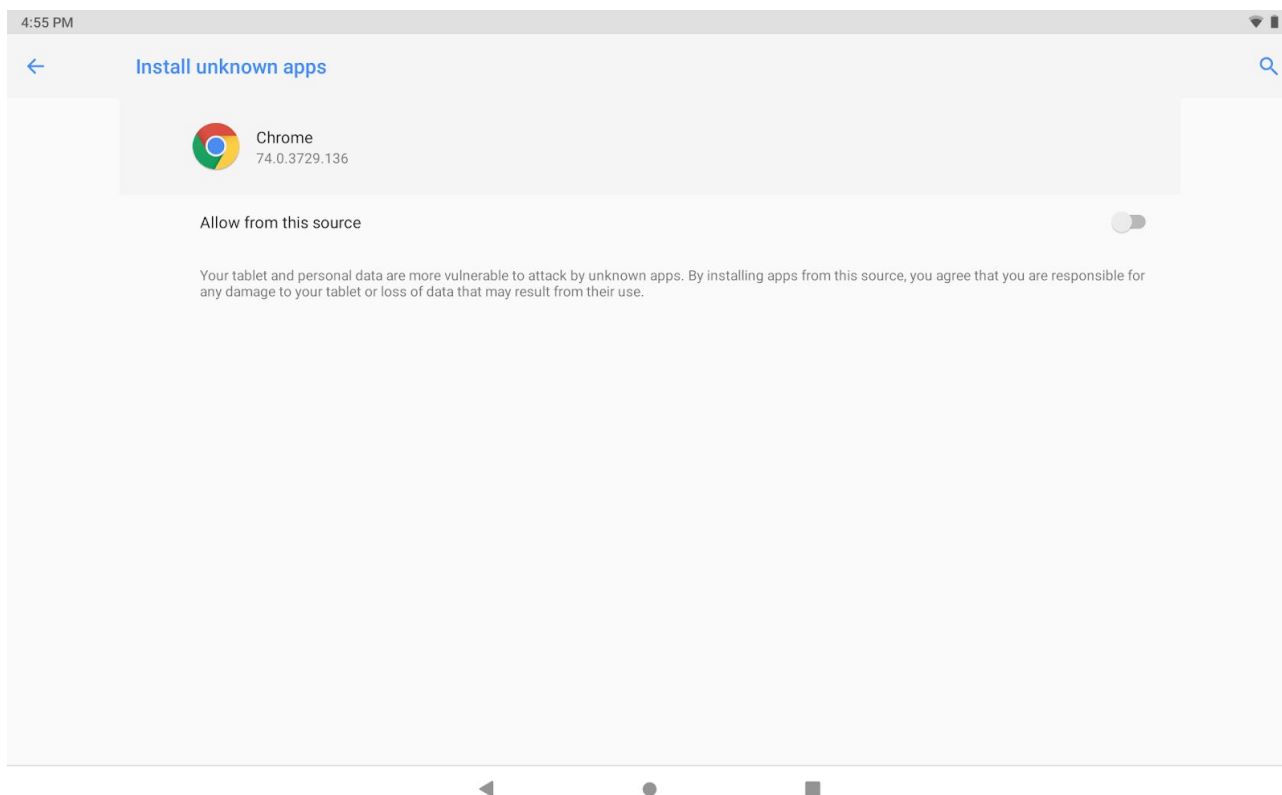 4:55 PM
Install unknown apps
Chrome
74.0.3729.136
Allow from this source
Your tablet and personal data are more vulnerable to attack by unknown apps. By installing apps from this source, you agree that you are responsible for
any damage to your tablet or loss of data that may result from their use.